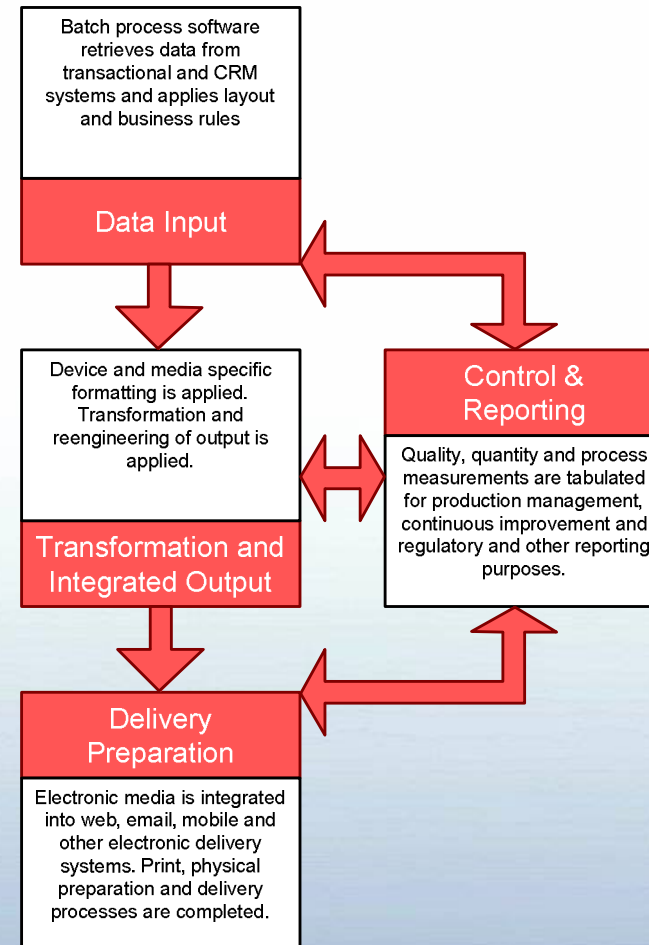 Batch process software
retrieves data from
transactional and CRM
systems and applies layout
and business rules
Data Input
Device and media specific
formatting is applied.
Transformation and
reengineering of output is
applied.
Transformation and
Integrated Output
Control &
Reporting
Quality, quantity and process
measurements are tabulated
for production management,
continuous improvement and
regulatory and other reporting
purposes.
Delivery
Preparation
Electronic media is integrated
into web, email, mobile and
other electronic delivery
systems. Print, physical
preparation and delivery
processes are completed.